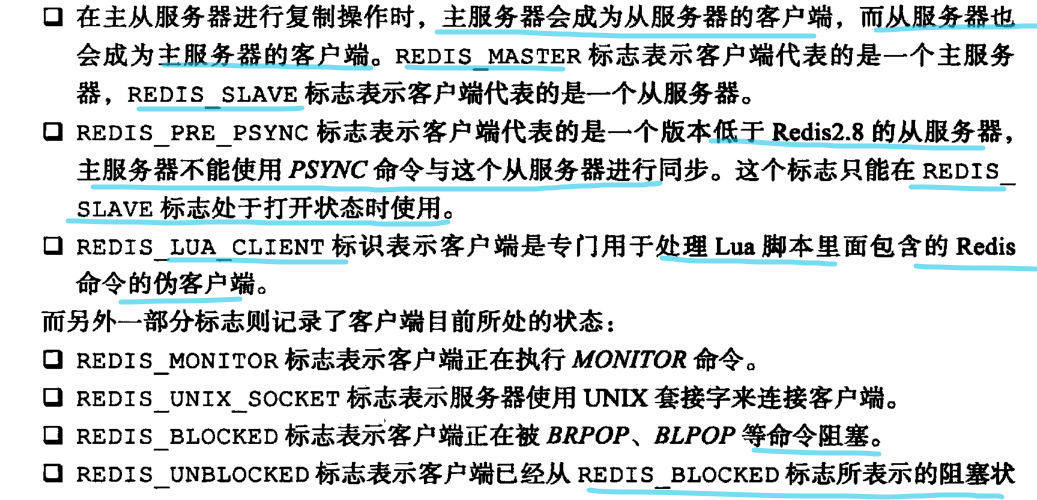 ❏ 在主从服务器进行复制操作时，主服务器会成为从服务器的客户端，而从服务器也
会成为主服务器的客户端。REDIS_MASTER 标志表示客户端代表的是一个主服务
器，REDIS_SLAVE 标志表示客户端代表的是一个从服务器。
❏ REDIS_PRE_PSYNC 标志表示客户端代表的是一个版本低于 Redis2.8 的从服务器，
主服务器不能使用 PSYNC 命令与这个从服务器进行同步。这个标志只能在 REDIS_
SLAVE 标志处于打开状态时使用。
❏ REDIS_LUA_CLIENT 标识表示客户端是专门用于处理 Lua 脚本里面包含的 Redis
命令的伪客户端。
而另外一部分标志则记录了客户端目前所处的状态：
❏ REDIS_MONITOR 标志表示客户端正在执行 MONITOR 命令。
❏ REDIS_UNIX_SOCKET 标志表示服务器使用 UNIX 套接字来连接客户端。
❏ REDIS_BLOCKED 标志表示客户端正在被 BRPOP、BLPOP 等命令阻塞。
❏ REDIS_UNBLOCKED 标志表示客户端已经从 REDIS_BLOCKED 标志所表示的阻塞状